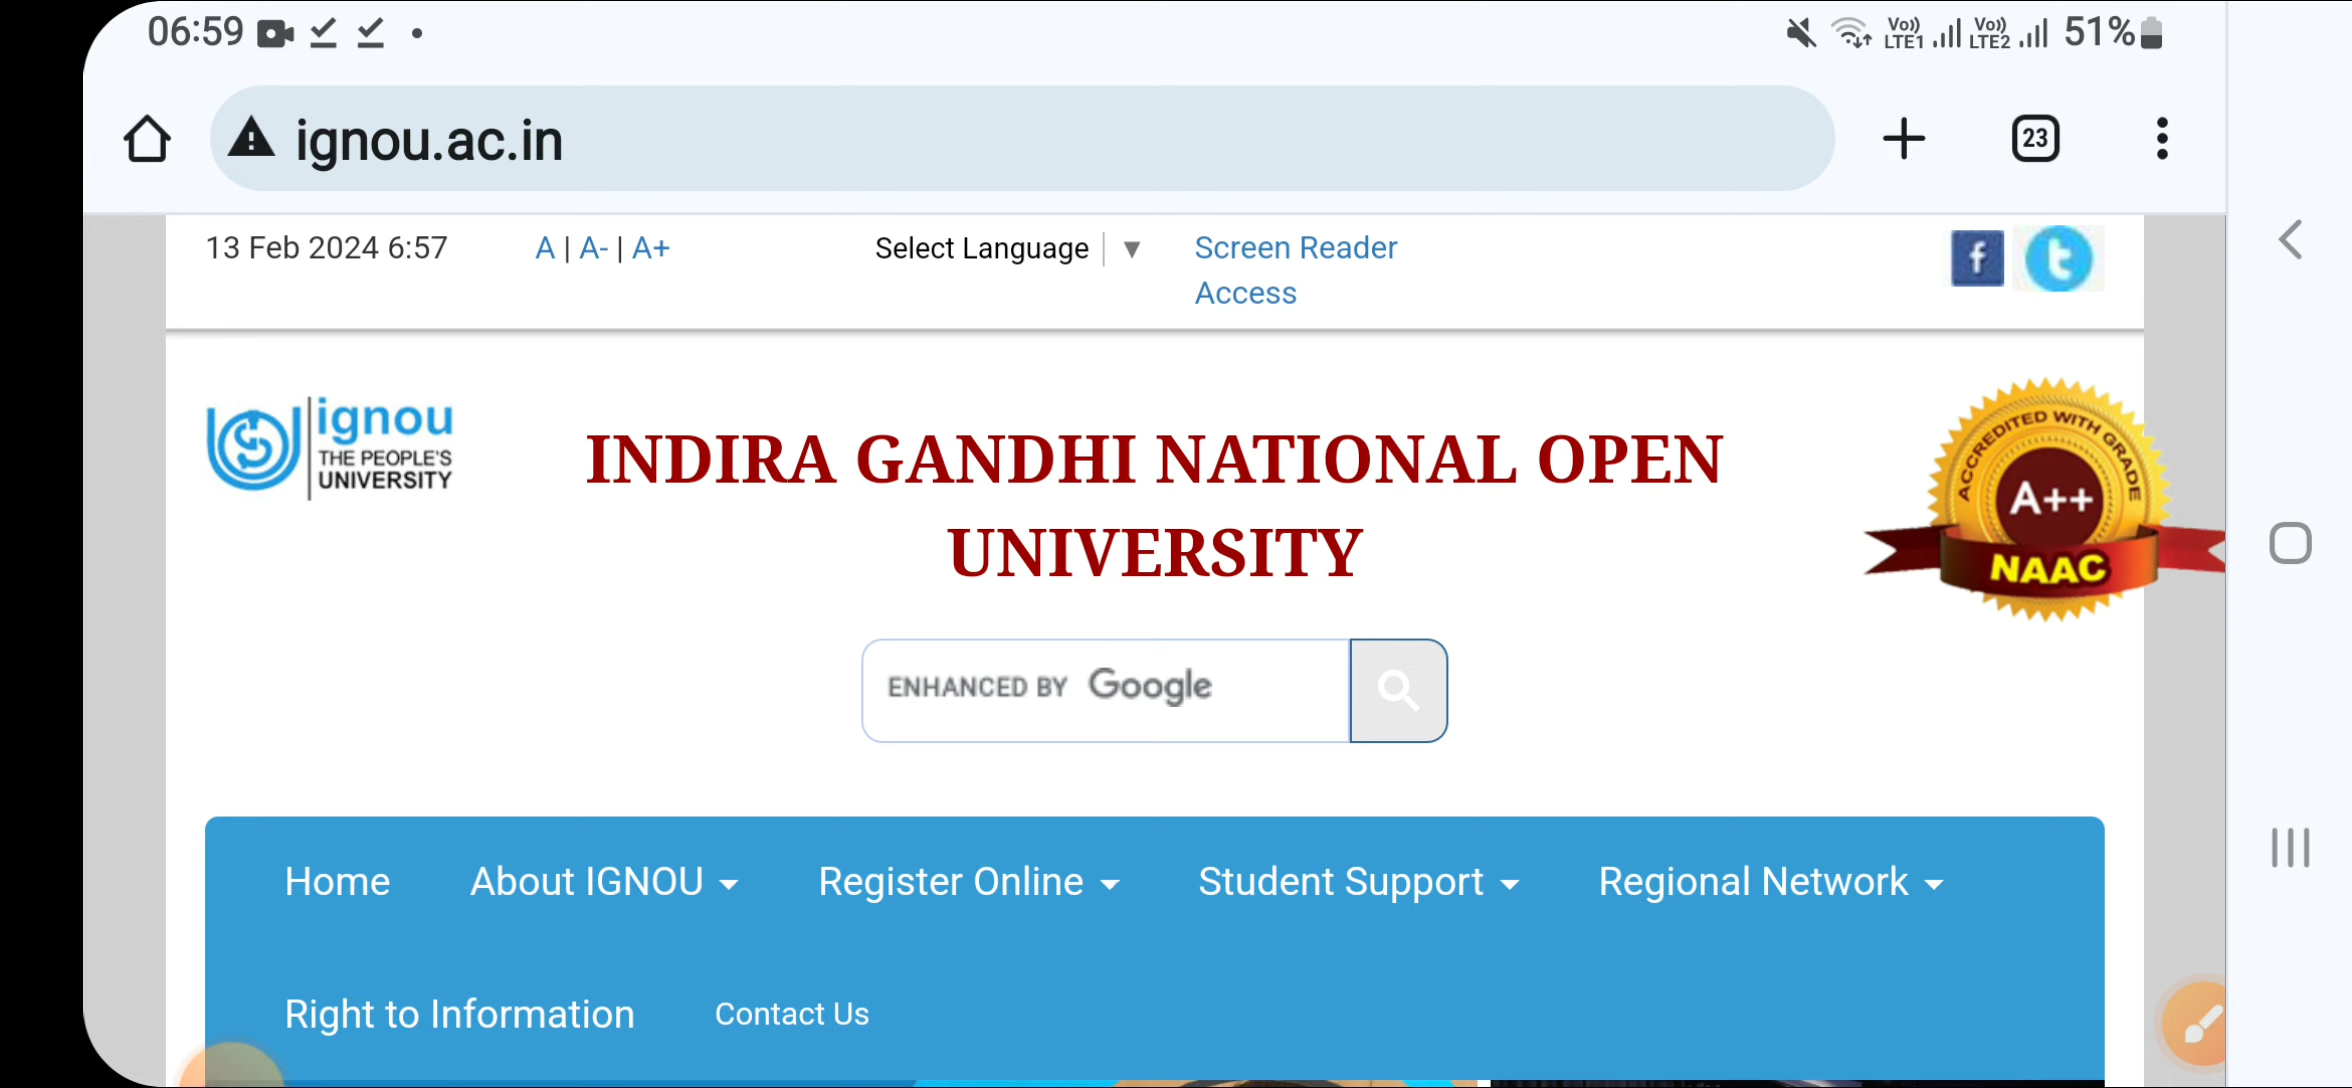 06:59
Vo)) LTE1 Vo)) LTE2 51%
ignou.ac.in
23
13 Feb 2024 6:57 A | A- | A+ Select Language ▼ Screen Reader Access
f t
ignou
THE PEOPLE'S
UNIVERSITY
INDIRA GANDHI NATIONAL OPEN
UNIVERSITY
ACCREDITED WITH GRADE
A++
NAAC
ENHANCED BY Google
Home About IGNOU Register Online Student Support Regional Network
Right to Information Contact Us